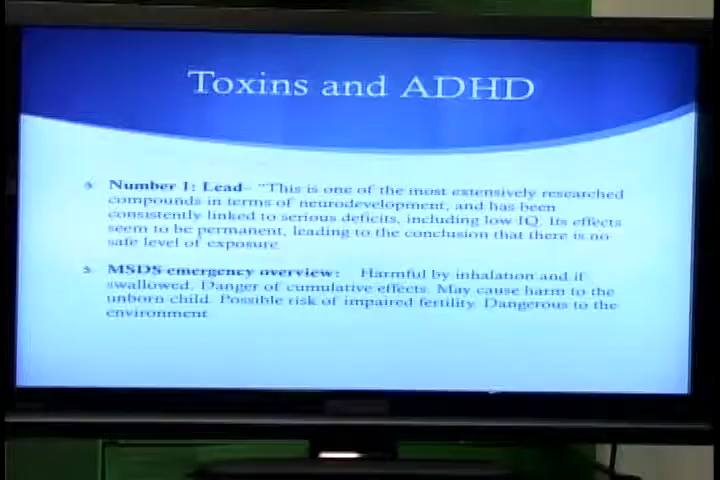 Toxins and ADHD
Number 1: Lead– "This is one of the most extensively researched
compounds in terms of neurodevelopment, and has been
consistently linked to serious deficits, including low IQ. Its effects
seem to be permanent, leading to the conclusion that there is no
safe level of exposure.
MSDS emergency overview: Harmful by inhalation and if
swallowed. Danger of cumulative effects. May cause harm to the
unborn child. Possible risk of impaired fertility. Dangerous to the
environment.